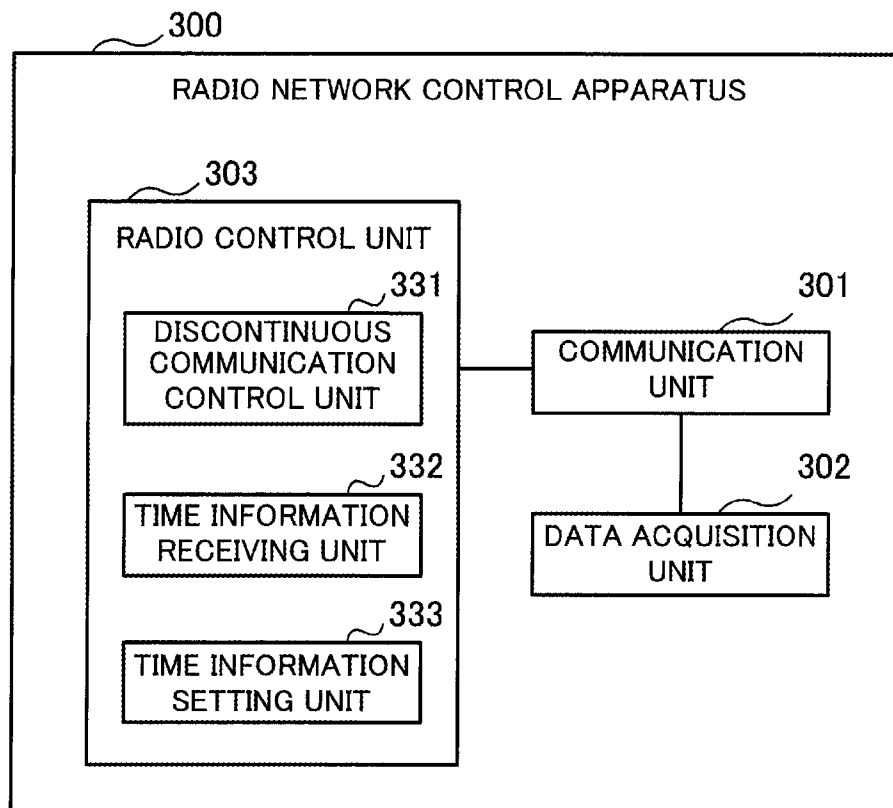 300
RADIO NETWORK CONTROL APPARATUS
303
RADIO CONTROL UNIT
331
DISCONTINUOUS
COMMUNICATION
CONTROL UNIT
332
TIME INFORMATION
RECEIVING UNIT
333
TIME INFORMATION
SETTING UNIT
301
COMMUNICATION
UNIT
302
DATA ACQUISITION
UNIT